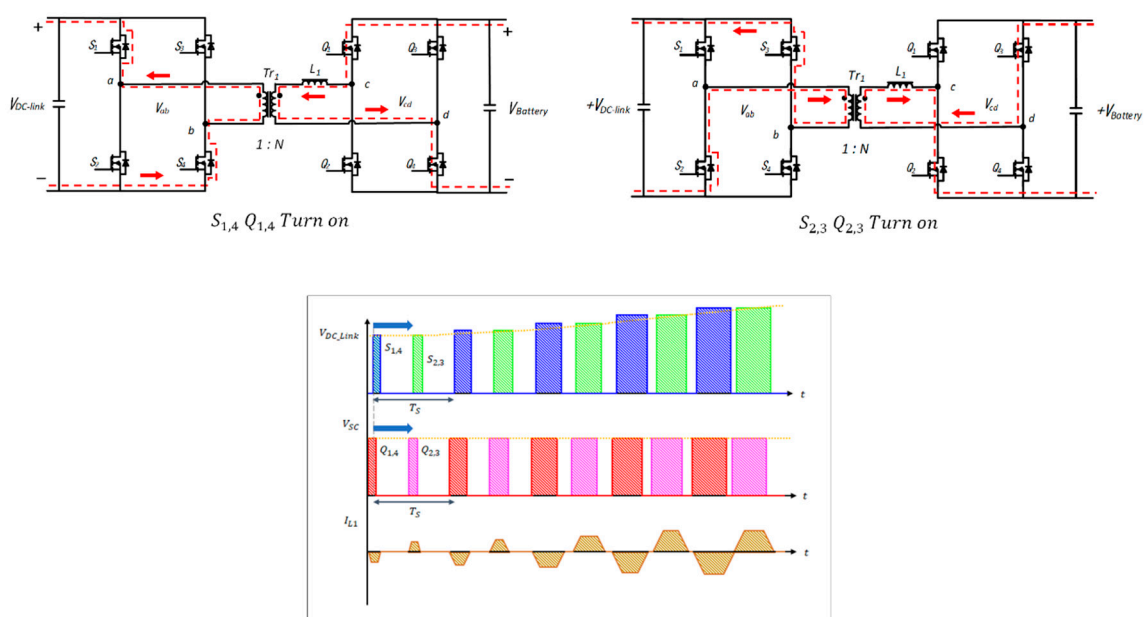 + +
S1 S3 Q1 Q3
a Tr1 L1 c
VDC-link Vab Vcd VBattery
b d
1 : N
S2 S4 Q2 Q4
− −
S1,4 Q1,4 Turn on
S1 S3 Q1 Q3
a Tr1 L1 c
+VDC-link Vab Vcd +VBattery
b d
1 : N
S2 S4 Q2 Q4
S2,3 Q2,3 Turn on
VDC_Link
S1,4 S2,3
t
TS
VSC
Q1,4 Q2,3
TS t
IL1
t